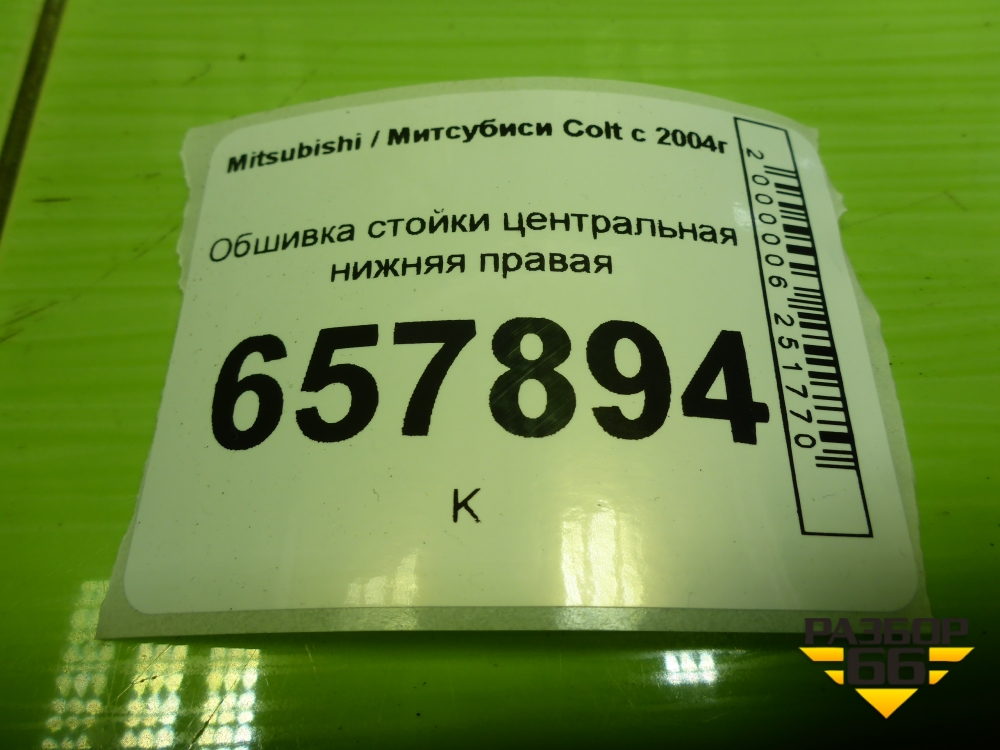 Mitsubishi / Митсубиси Colt с 2004г
Обшивка стойки центральная
нижняя правая
657894
К
2000006251770
РАЗБОР
66